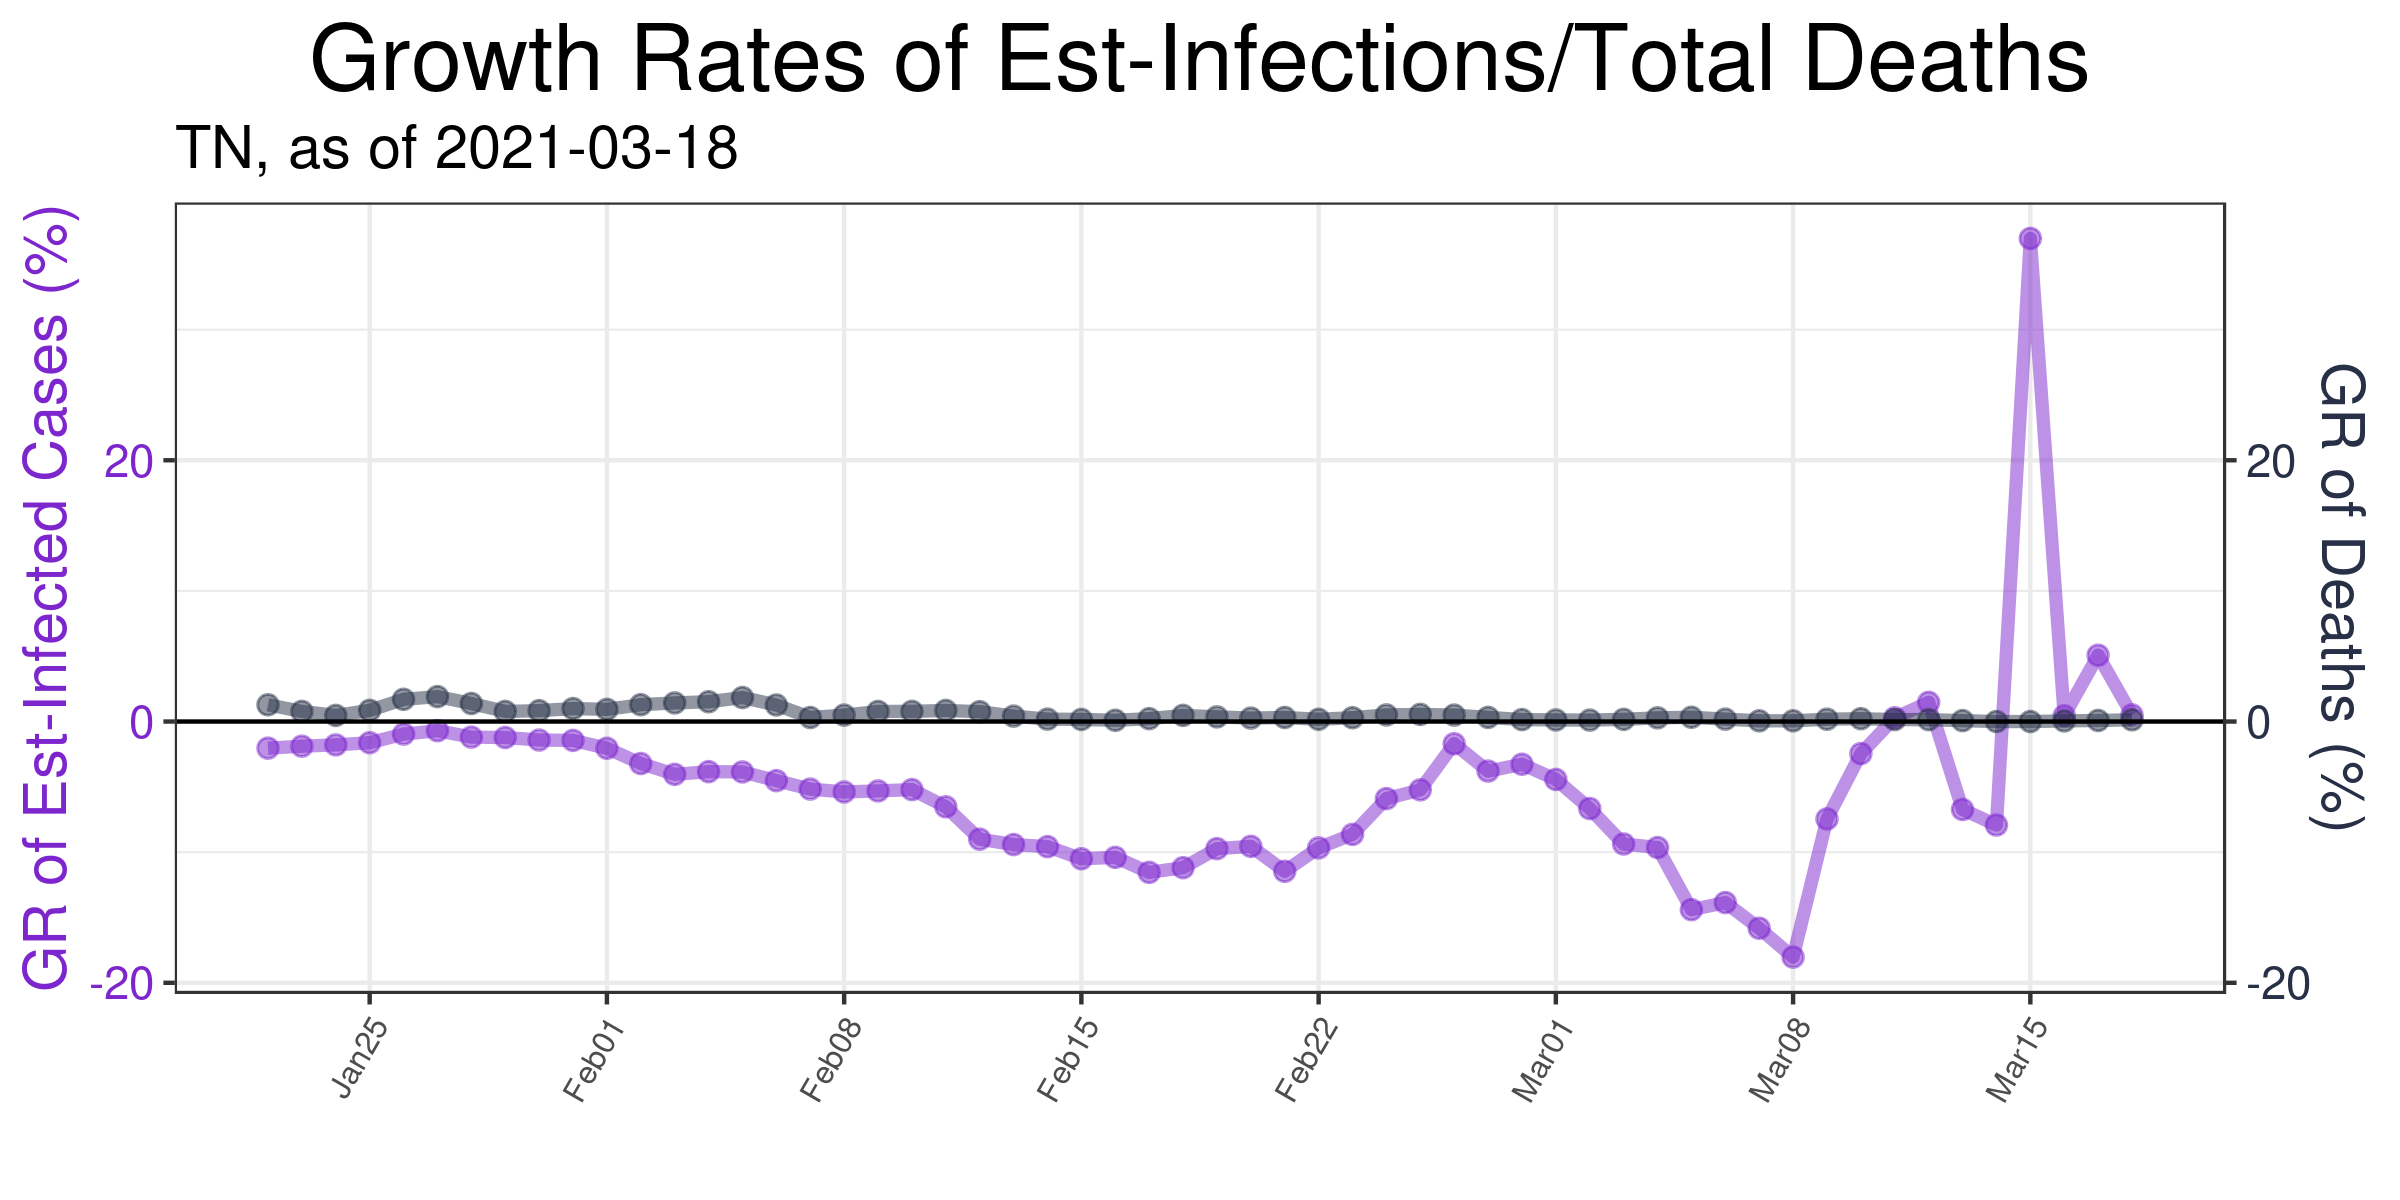 Growth Rates of Est-Infections/Total Deaths
TN, as of 2021-03-18
GR of Est-Infected Cases (%)
20
0
-20
20
0
-20
GR of Deaths (%)
Jan25
Feb01
Feb08
Feb15
Feb22
Mar01
Mar08
Mar15